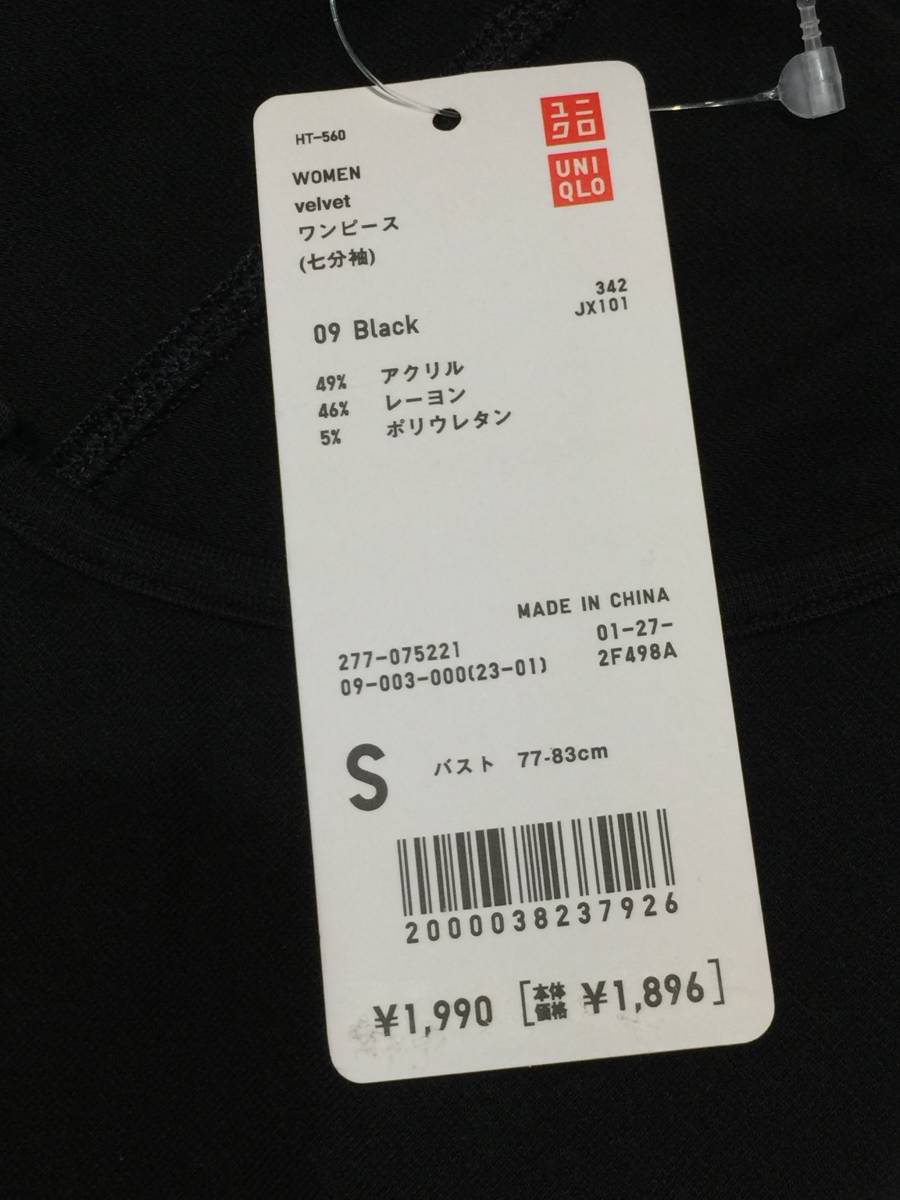 ユニ
クロ
UNI
QLO
HT-560
WOMEN
velvet
ワンピース
(七分袖)
342
JX101
09 Black
49% アクリル
46% レーヨン
5% ポリウレタン
MADE IN CHINA
277-075221 01-27-
09-003-000(23-01) 2F498A
S バスト 77-83cm
2000038237926
¥1,990 [本体価格 ¥1,896]